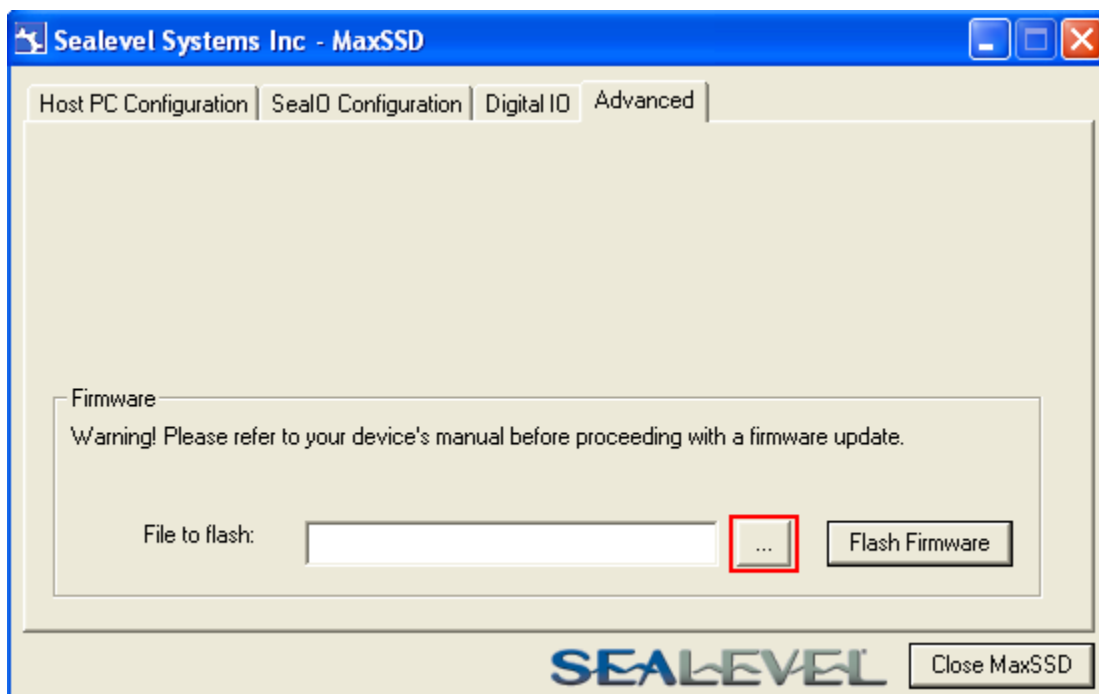 Sealevel Systems Inc - MaxSSD
Host PC Configuration
SeaIO Configuration
Digital IO
Advanced
Firmware
Warning! Please refer to your device's manual before proceeding with a firmware update.
File to flash:
...
Flash Firmware
SEALEVEL
Close MaxSSD